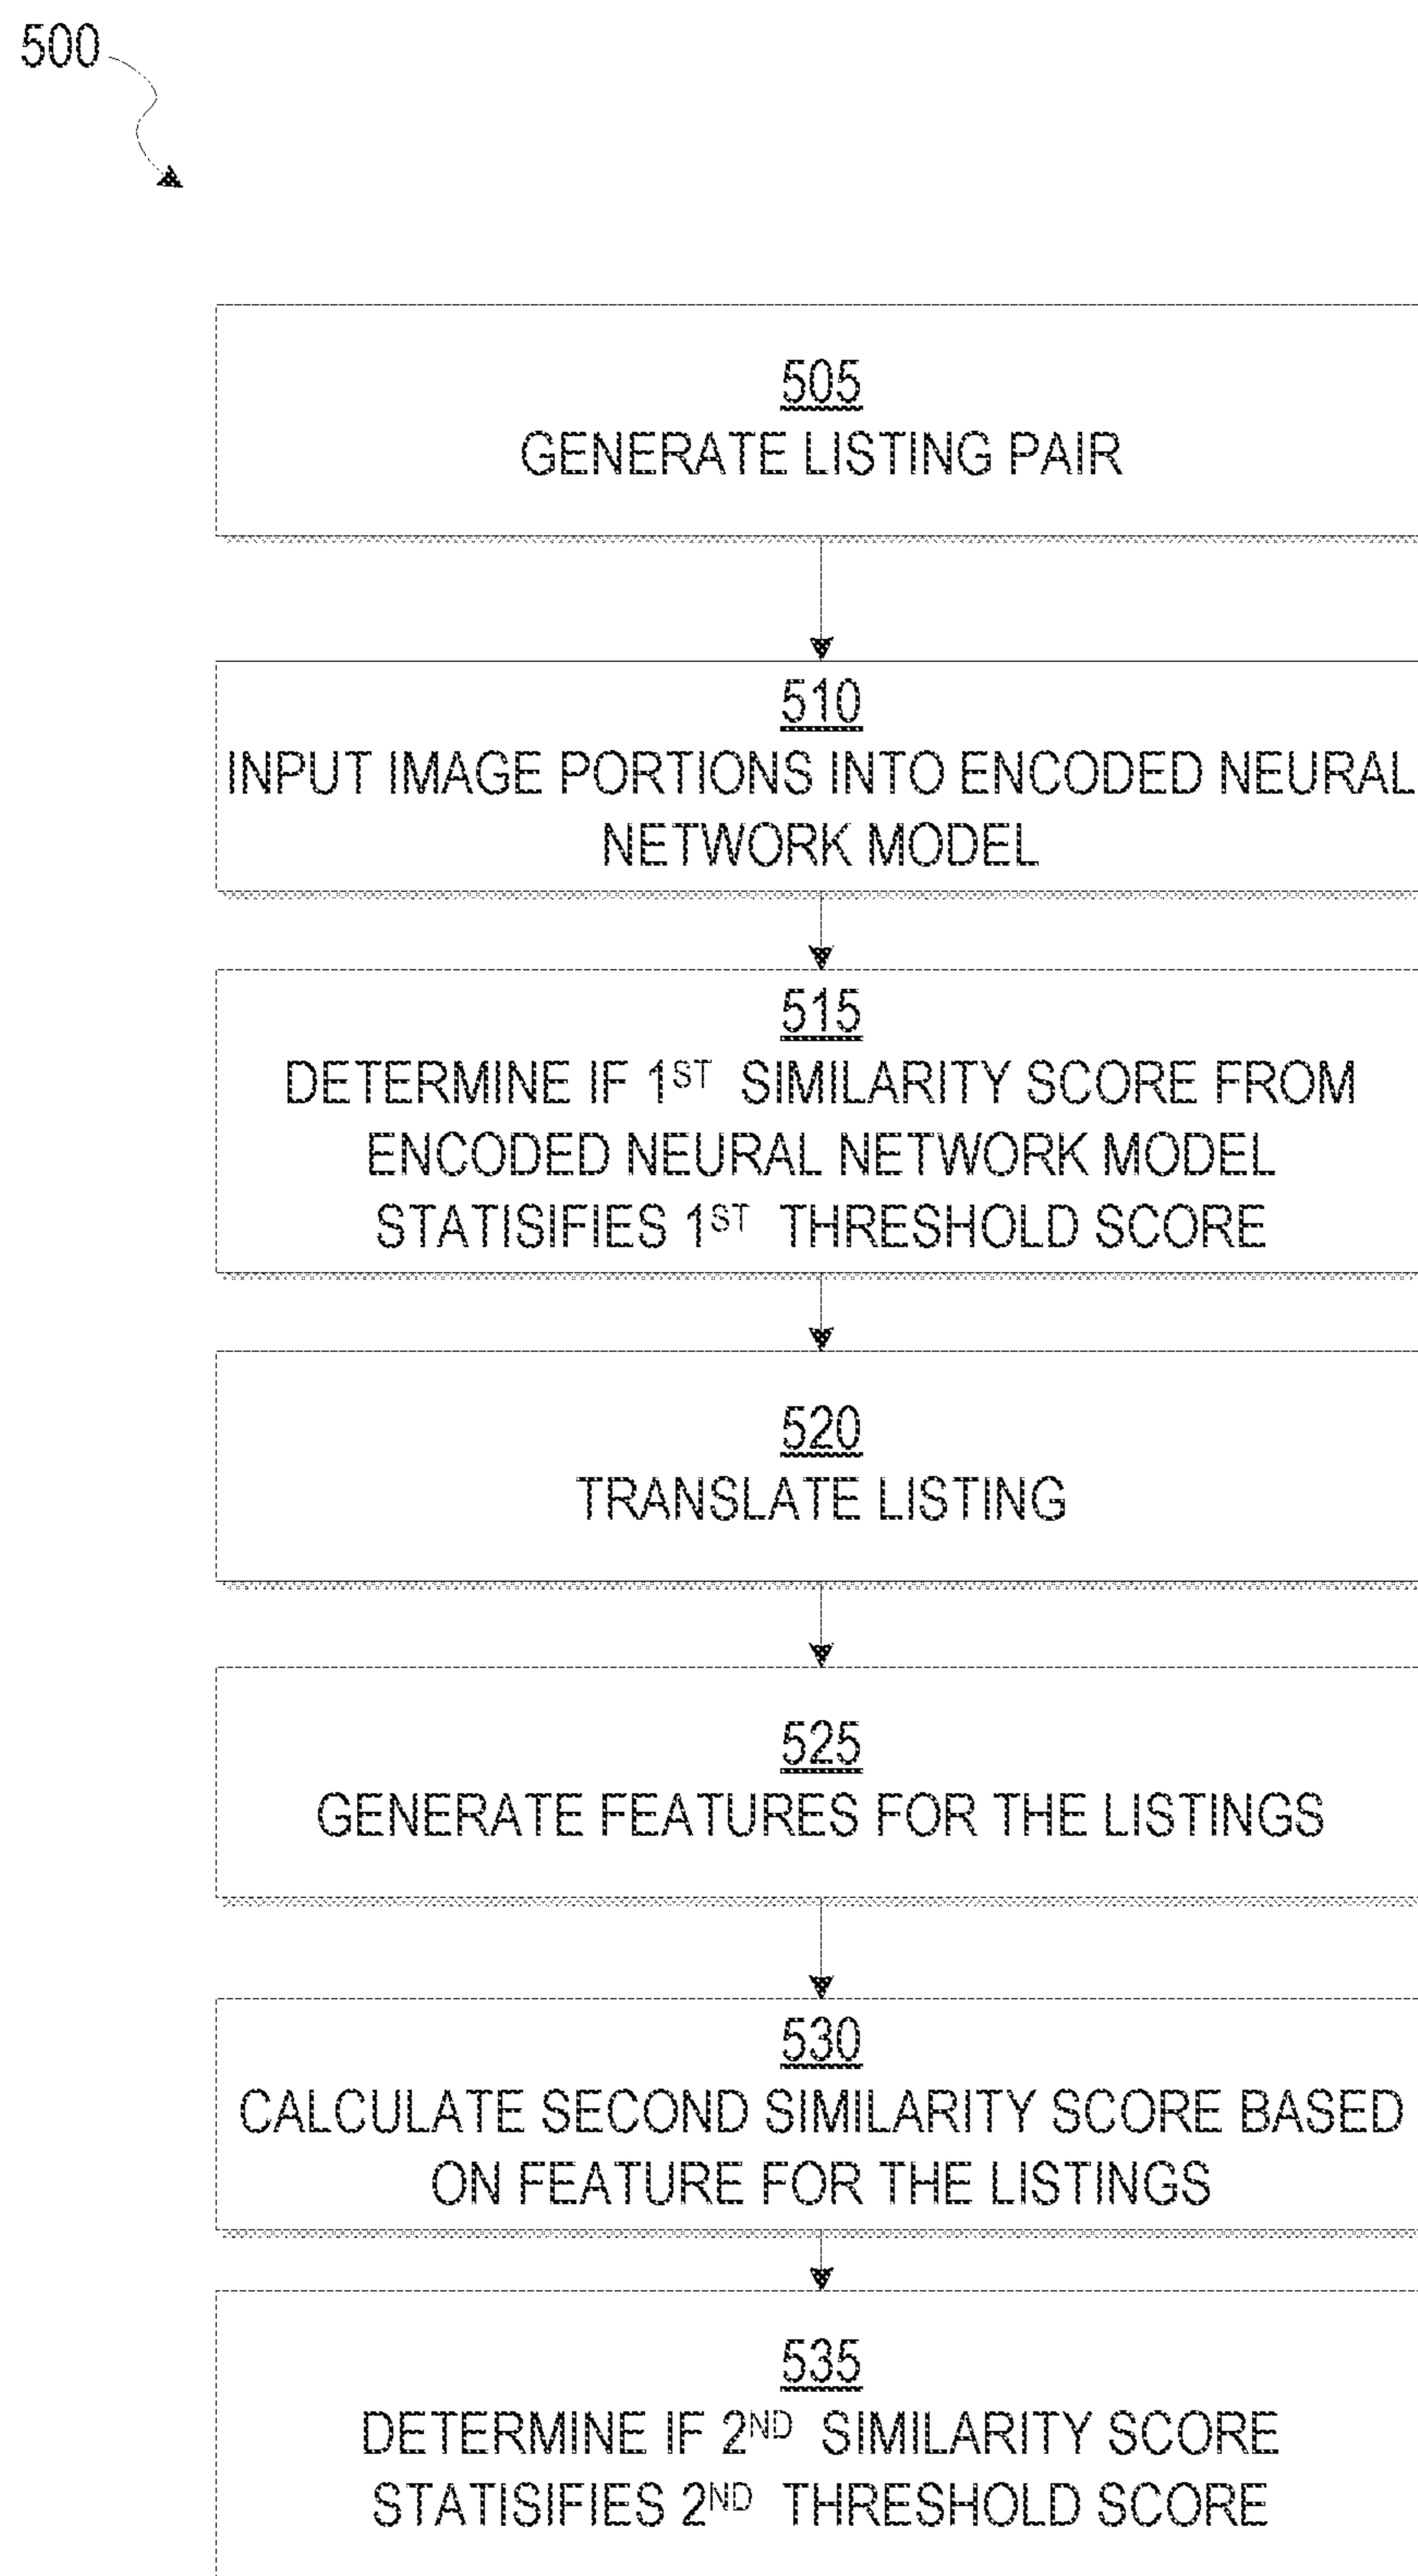 500
505
GENERATE LISTING PAIR
510
INPUT IMAGE PORTIONS INTO ENCODED NEURAL
NETWORK MODEL
515
DETERMINE IF 1ST SIMILARITY SCORE FROM
ENCODED NEURAL NETWORK MODEL
STATISIFIES 1ST THRESHOLD SCORE
520
TRANSLATE LISTING
525
GENERATE FEATURES FOR THE LISTINGS
530
CALCULATE SECOND SIMILARITY SCORE BASED
ON FEATURE FOR THE LISTINGS
535
DETERMINE IF 2ND SIMILARITY SCORE
STATISIFIES 2ND THRESHOLD SCORE